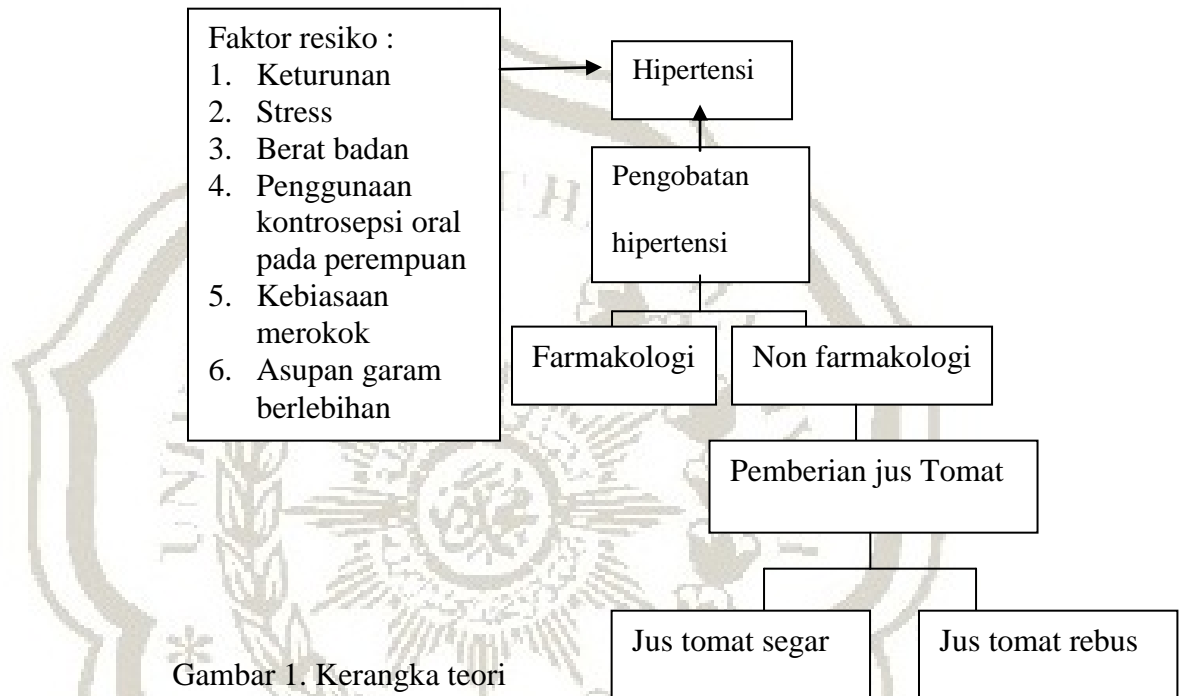 Faktor resiko :
1. Keturunan
2. Stress
3. Berat badan
4. Penggunaan
kontrosepsi oral
pada perempuan
5. Kebiasaan
merokok
6. Asupan garam
berlebihan
Hipertensi
Pengobatan
hipertensi
Farmakologi
Non farmakologi
Pemberian jus Tomat
Jus tomat segar
Jus tomat rebus
Gambar 1. Kerangka teori